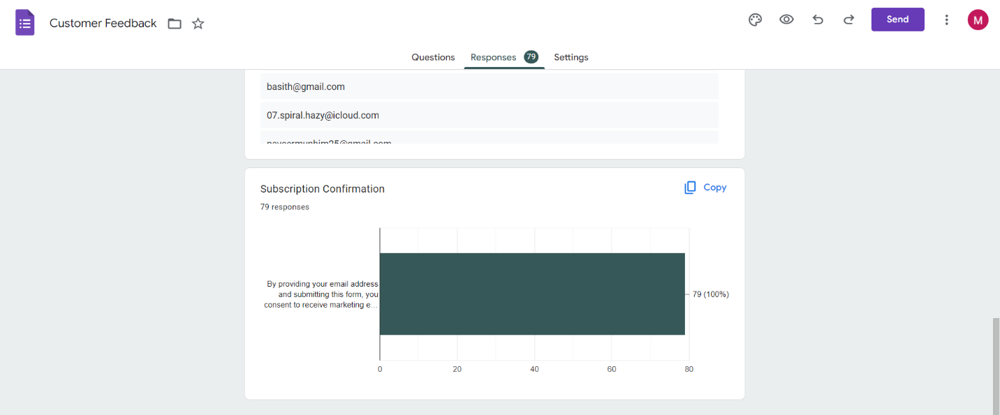 Customer Feedback
Send
M
Questions
Responses 79
Settings
basith@gmail.com
07.spiral.hazy@icloud.com
Subscription Confirmation
Copy
79 responses
By providing your email address
and submitting this form, you
consent to receive marketing e...
79 (100%)
0 20 40 60 80